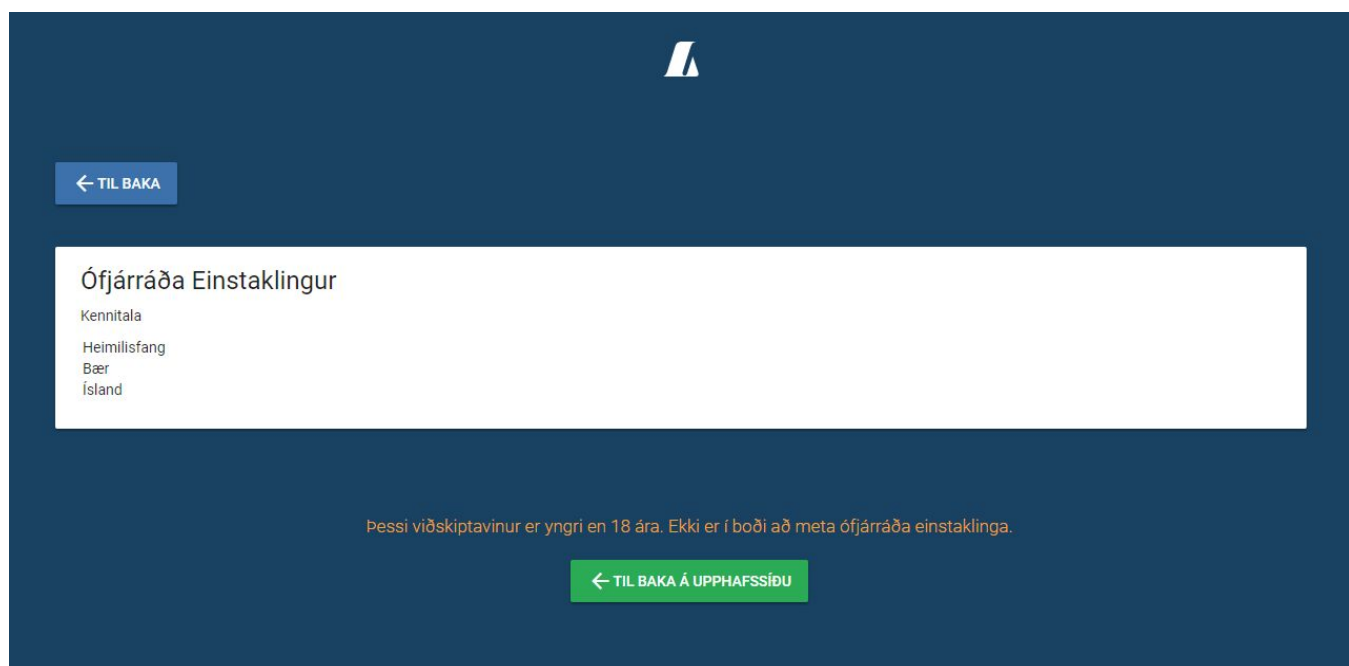 TIL BAKA
Ófjárráða Einstaklingur
Kennitala
Heimilisfang
Bær
Ísland
Þessi viðskiptavinur er yngri en 18 ára. Ekki er í boði að meta ófjárráða einstaklinga.
TIL BAKA Á UPPHAFSSÍÐU